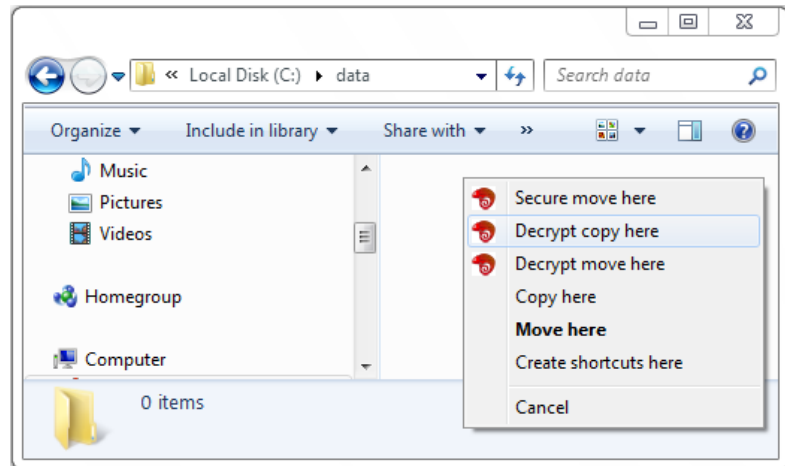 « Local Disk (C:) ▸ data
Search data
Organize ▾ Include in library ▾ Share with ▾ »
Music
Pictures
Videos
Homegroup
Computer
0 items
Secure move here
Decrypt copy here
Decrypt move here
Copy here
Move here
Create shortcuts here
Cancel